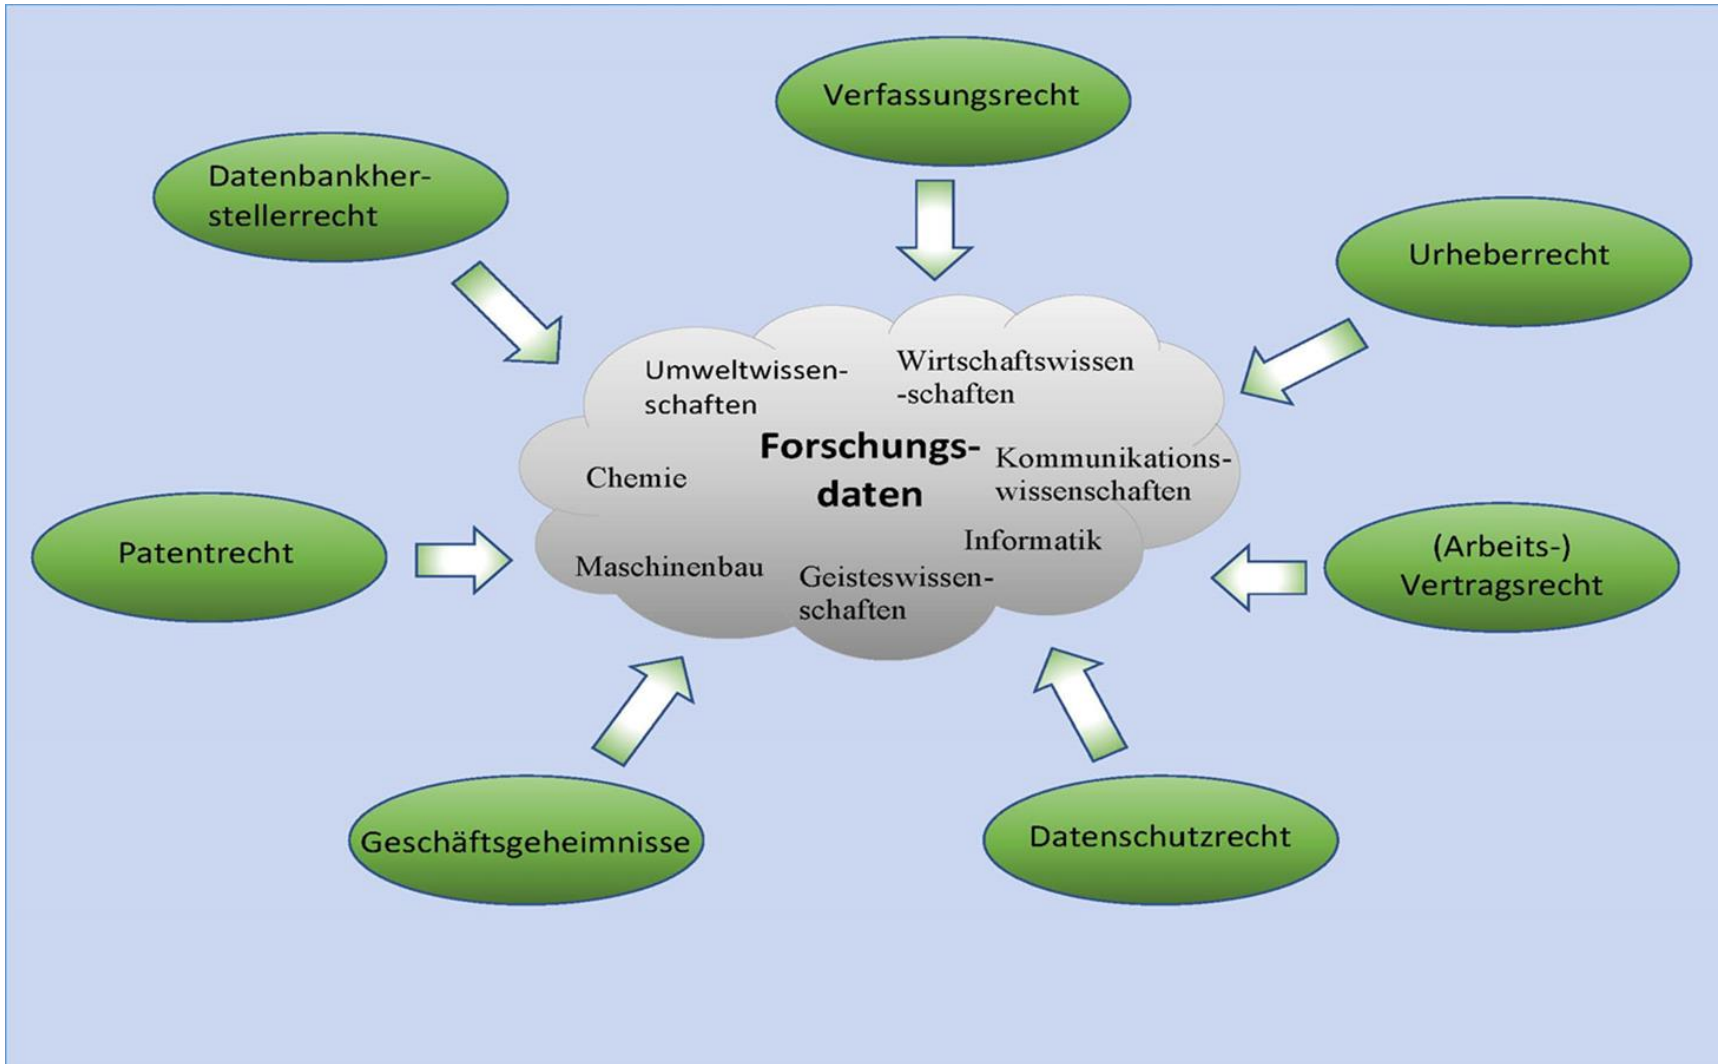 Verfassungsrecht
Datenbankher-
stellerrecht
Urheberrecht
Umweltwissen-
schaften
Wirtschaftswissen
-schaften
Forschungs-
daten
Kommunikations-
wissenschaften
Chemie
Informatik
Maschinenbau
Geisteswissen-
schaften
Patentrecht
(Arbeits-)
Vertragsrecht
Geschäftsgeheimnisse
Datenschutzrecht